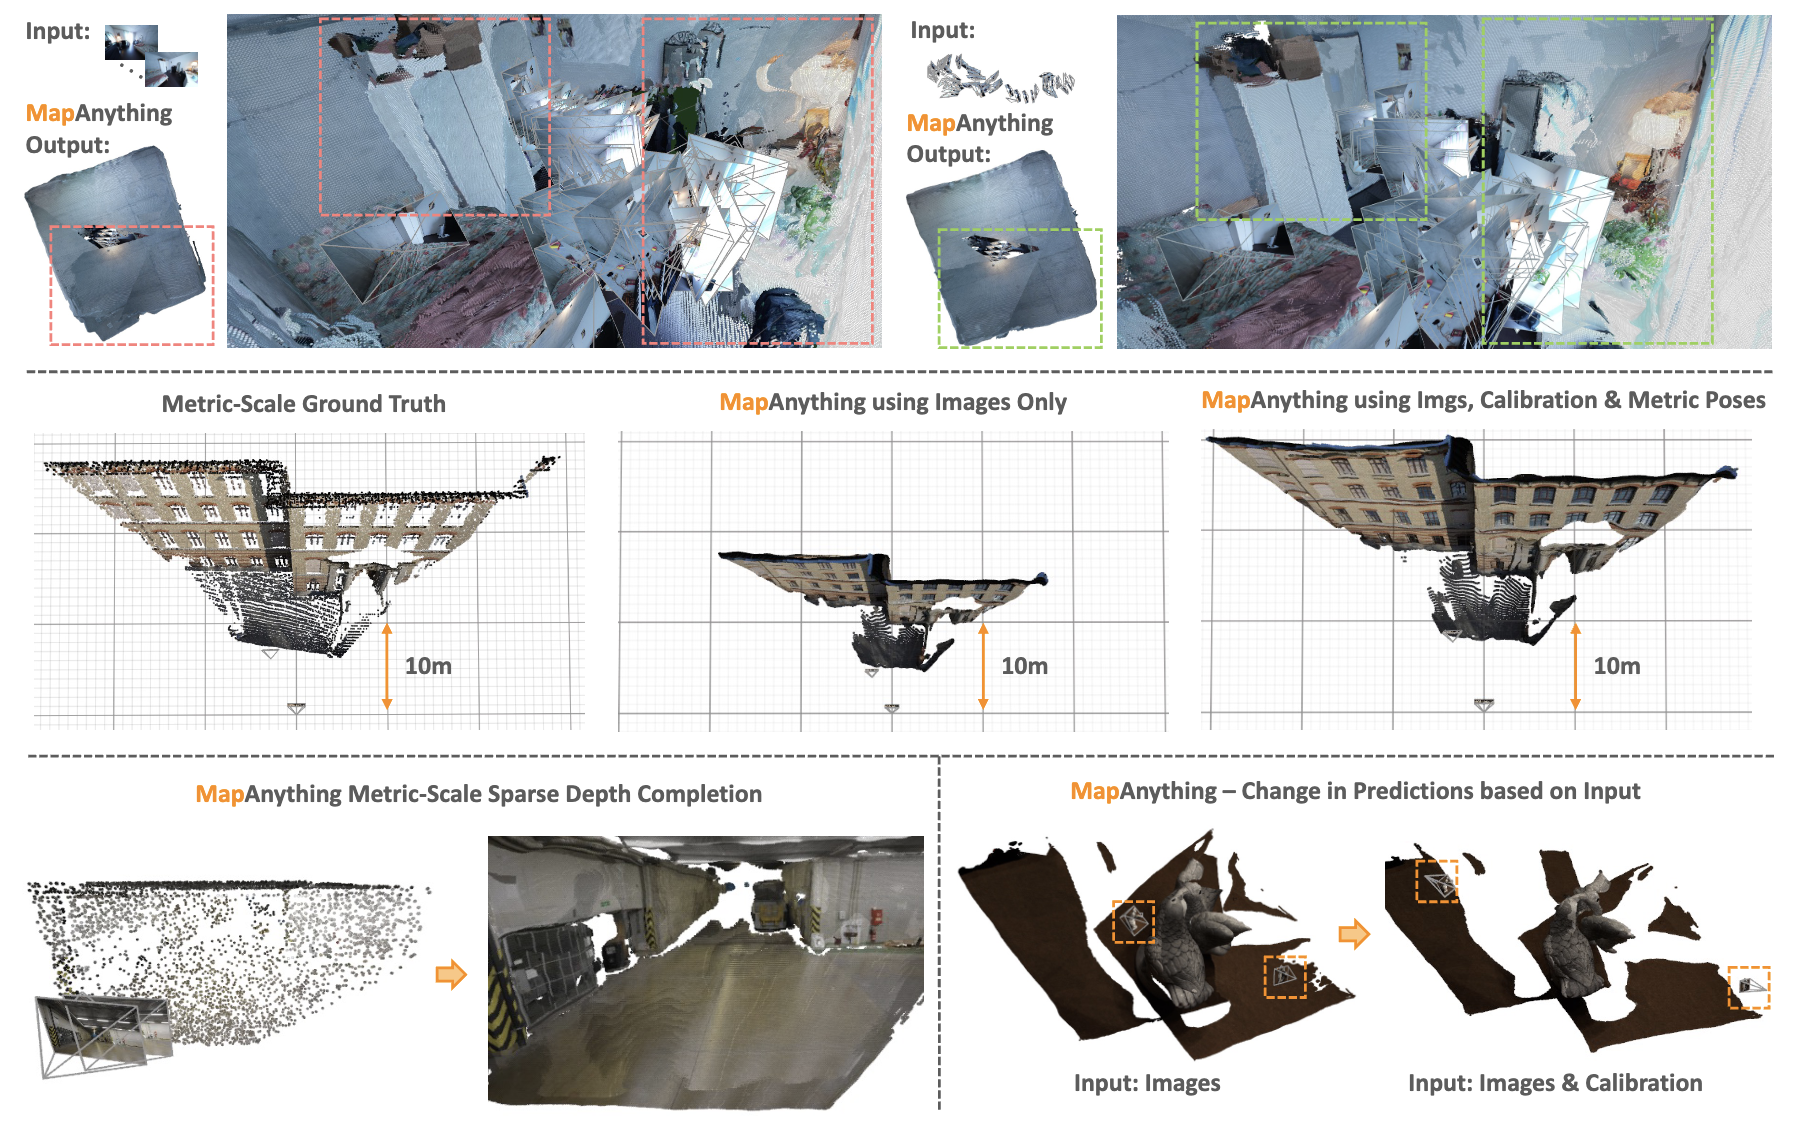 Input:
MapAnything
Output:
Input:
MapAnything
Output:
Metric-Scale Ground Truth
MapAnything using Images Only
MapAnything using Imgs, Calibration & Metric Poses
10m
10m
10m
MapAnything Metric-Scale Sparse Depth Completion
MapAnything – Change in Predictions based on Input
Input: Images
Input: Images & Calibration